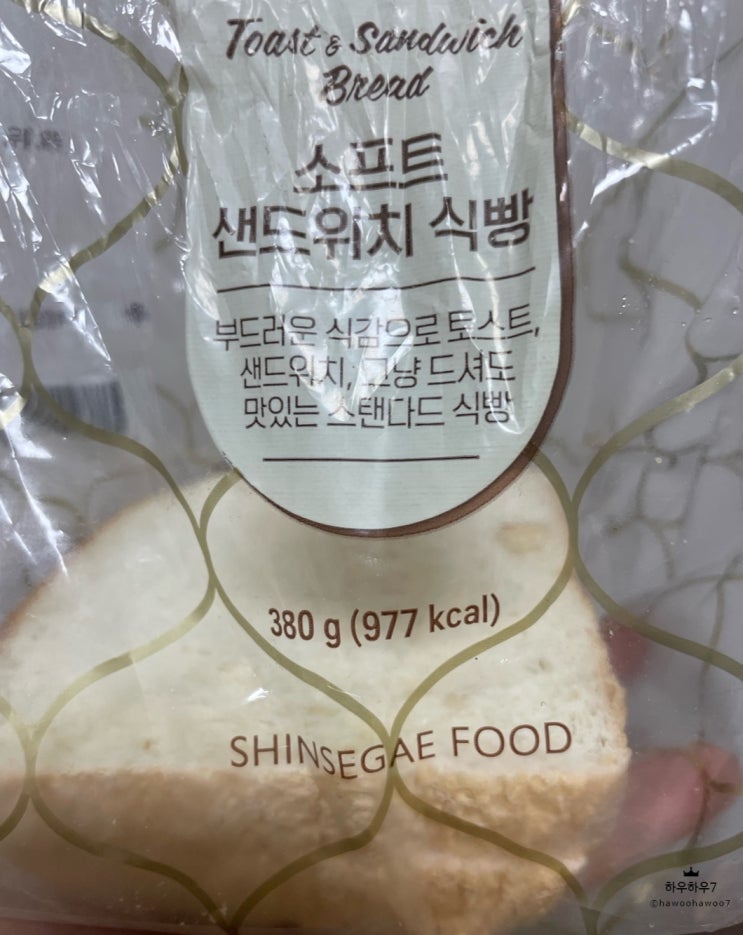 Toast & Sandwich
Bread
소프트
샌드위치 식빵
부드러운 식감으로 토스트,
샌드위치, 그냥 드셔도
맛있는 스탠다드 식빵
380 g (977 kcal)
SHINSEGAE FOOD
하우하우7
©hawoohawoo7